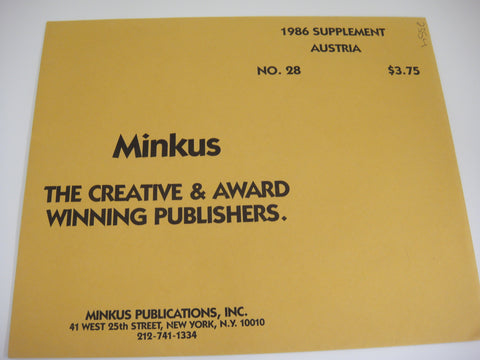 1986 SUPPLEMENT
AUSTRIA
NO. 28 $3.75
Minkus
THE CREATIVE & AWARD
WINNING PUBLISHERS.
MINKUS PUBLICATIONS, INC.
41 WEST 25th STREET, NEW YORK, N.Y. 10010
212-741-1334